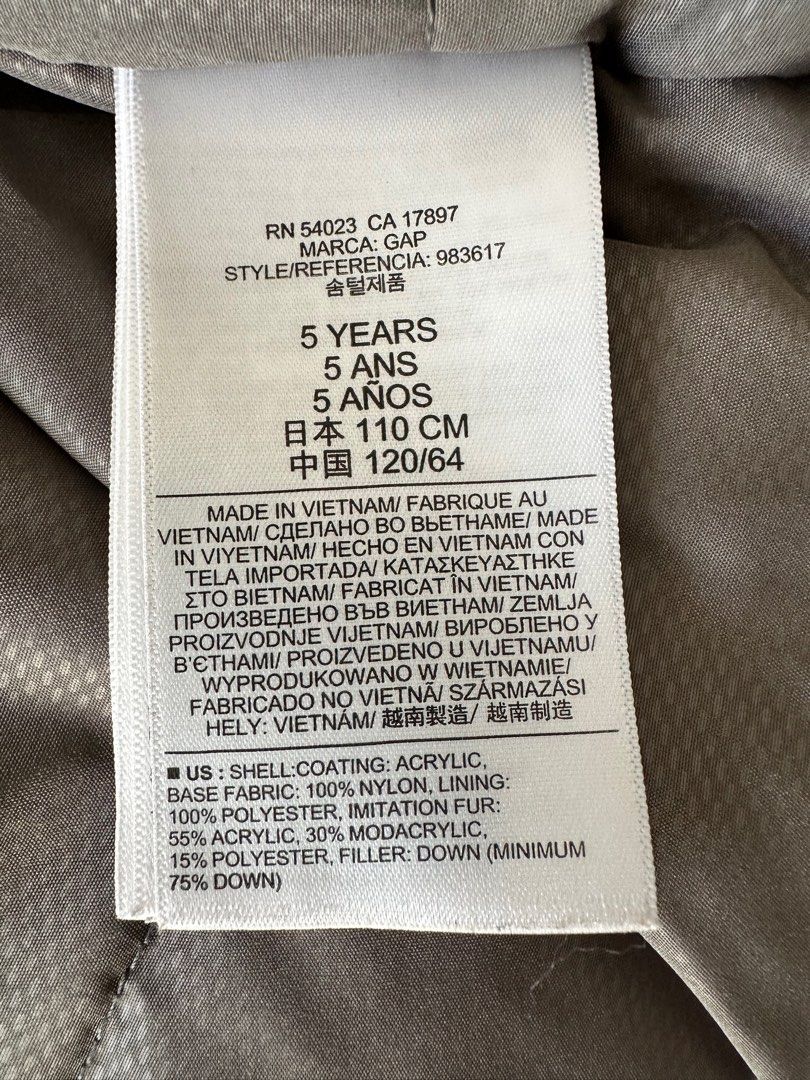 RN 54023 CA 17897
MARCA: GAP
STYLE/REFERENCIA: 983617
솜털제품
5 YEARS
5 ANS
5 AÑOS
日本 110 CM
中国 120/64
MADE IN VIETNAM/ FABRIQUE AU
VIETNAM/ СДЕЛАНО ВО ВЬЕТНАМЕ/ MADE
IN VIYETNAM/ HECHO EN VIETNAM CON
TELA IMPORTADA/ ΚΑΤΑΣΚΕΥΑΣΤΗΚΕ
ΣΤΟ ΒΙΕΤΝΑΜ/ FABRICAT ÎN VIETNAM/
ПРОИЗВЕДЕНО ВЪВ ВИЕТНАМ/ ZEMLJA
PROIZVODNJE VIJETNAM/ ВИРОБЛЕНО У
В'ЄТНАМІ/ PROIZVEDENO U VIJETNAMU/
WYPRODUKOWANO W WIETNAMIE/
FABRICADO NO VIETNÃ/ SZÁRMAZÁSI
HELY: VIETNÁM/ 越南製造/ 越南制造
■ US : SHELL:COATING: ACRYLIC,
BASE FABRIC: 100% NYLON, LINING:
100% POLYESTER, IMITATION FUR:
55% ACRYLIC, 30% MODACRYLIC,
15% POLYESTER, FILLER: DOWN (MINIMUM
75% DOWN)